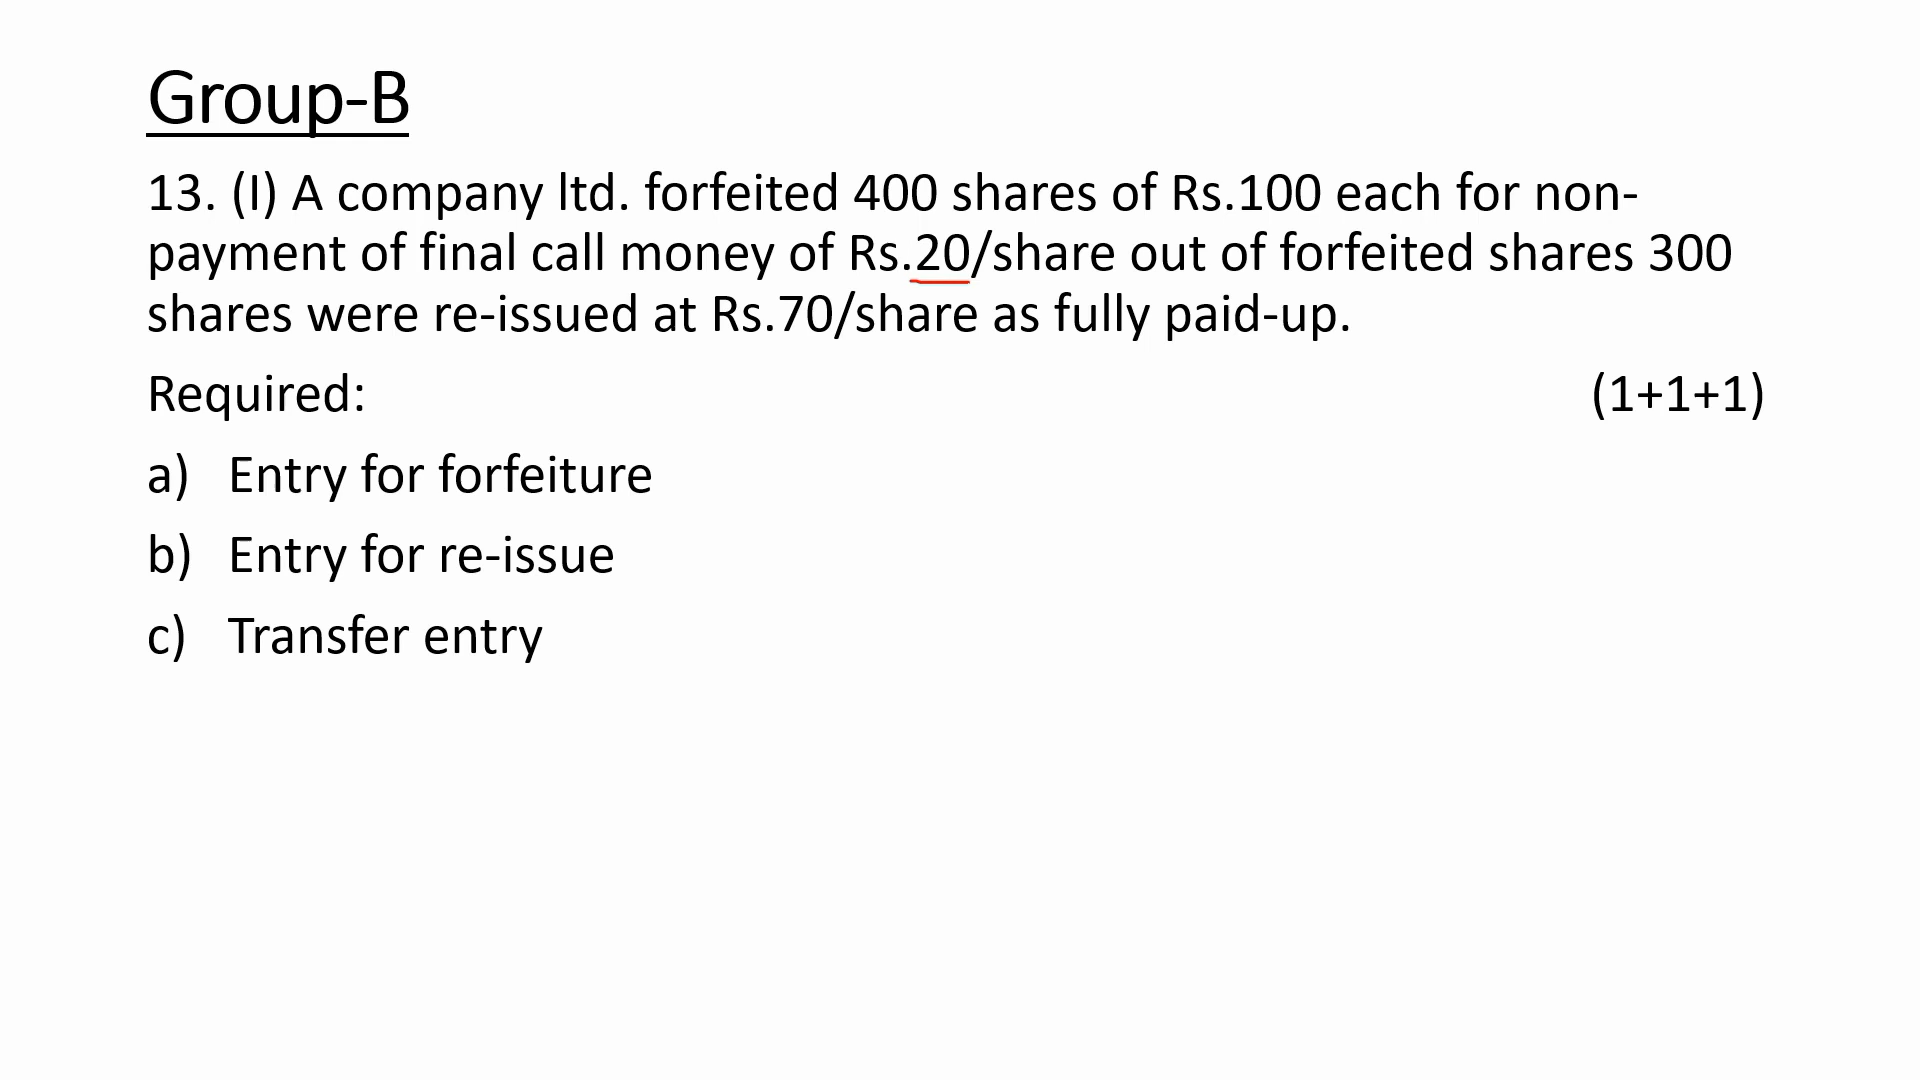 Group-B
13. (I) A company ltd. forfeited 400 shares of Rs.100 each for non-
payment of final call money of Rs.20/share out of forfeited shares 300
shares were re-issued at Rs.70/share as fully paid-up.
Required: (1+1+1)
a) Entry for forfeiture
b) Entry for re-issue
c) Transfer entry